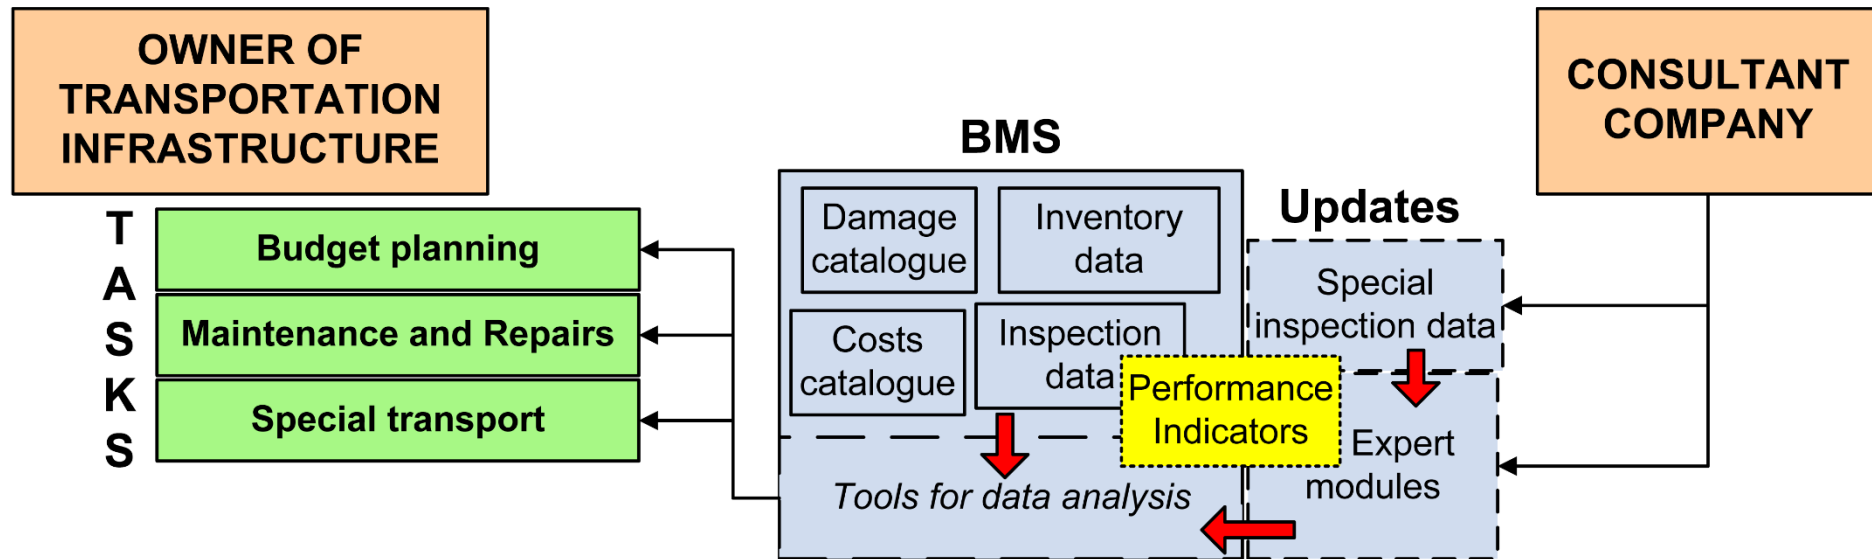 OWNER OF
TRANSPORTATION
INFRASTRUCTURE
TASKS
Budget planning
Maintenance and Repairs
Special transport
BMS
Damage
catalogue
Inventory
data
Costs
catalogue
Inspection
data
Performance
Indicators
Tools for data analysis
Updates
Special
inspection data
Expert
modules
CONSULTANT
COMPANY